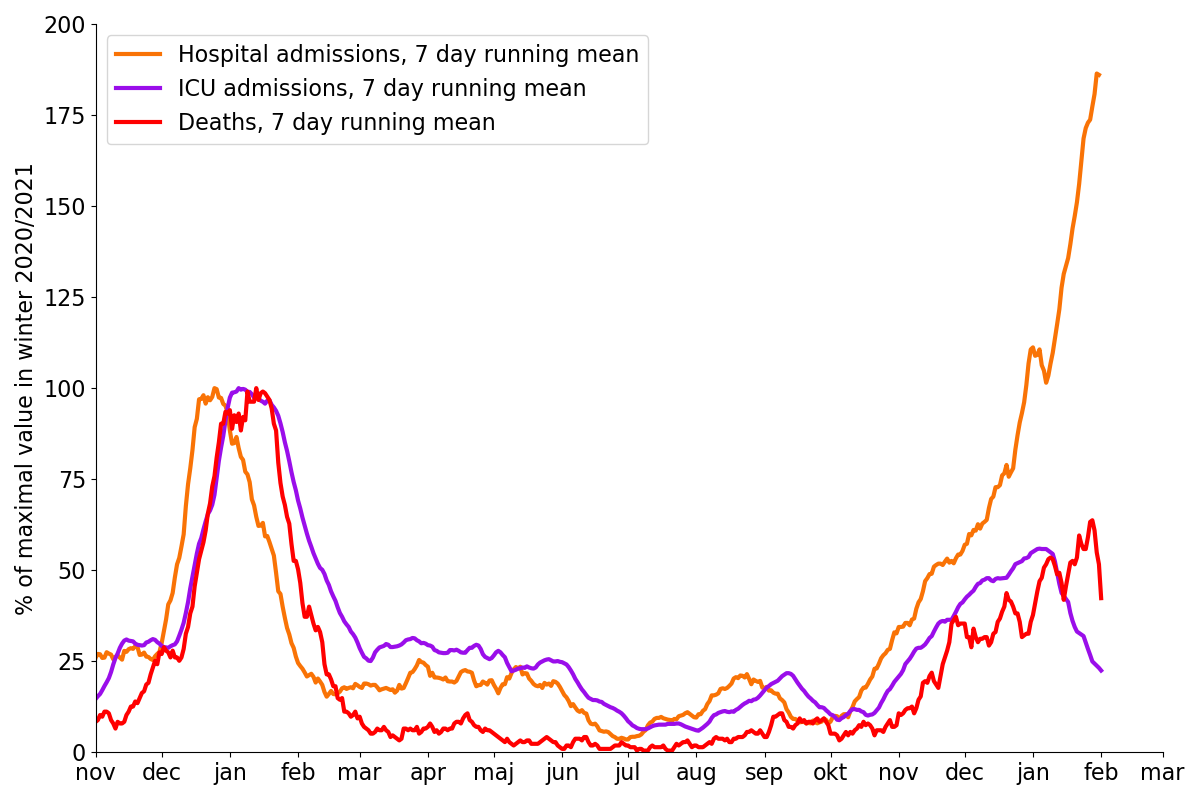 200
175
150
125
100
75
50
25
0
% of maximal value in winter 2020/2021
Hospital admissions, 7 day running mean
ICU admissions, 7 day running mean
Deaths, 7 day running mean
nov dec jan feb mar apr maj jun jul aug sep okt nov dec jan feb mar